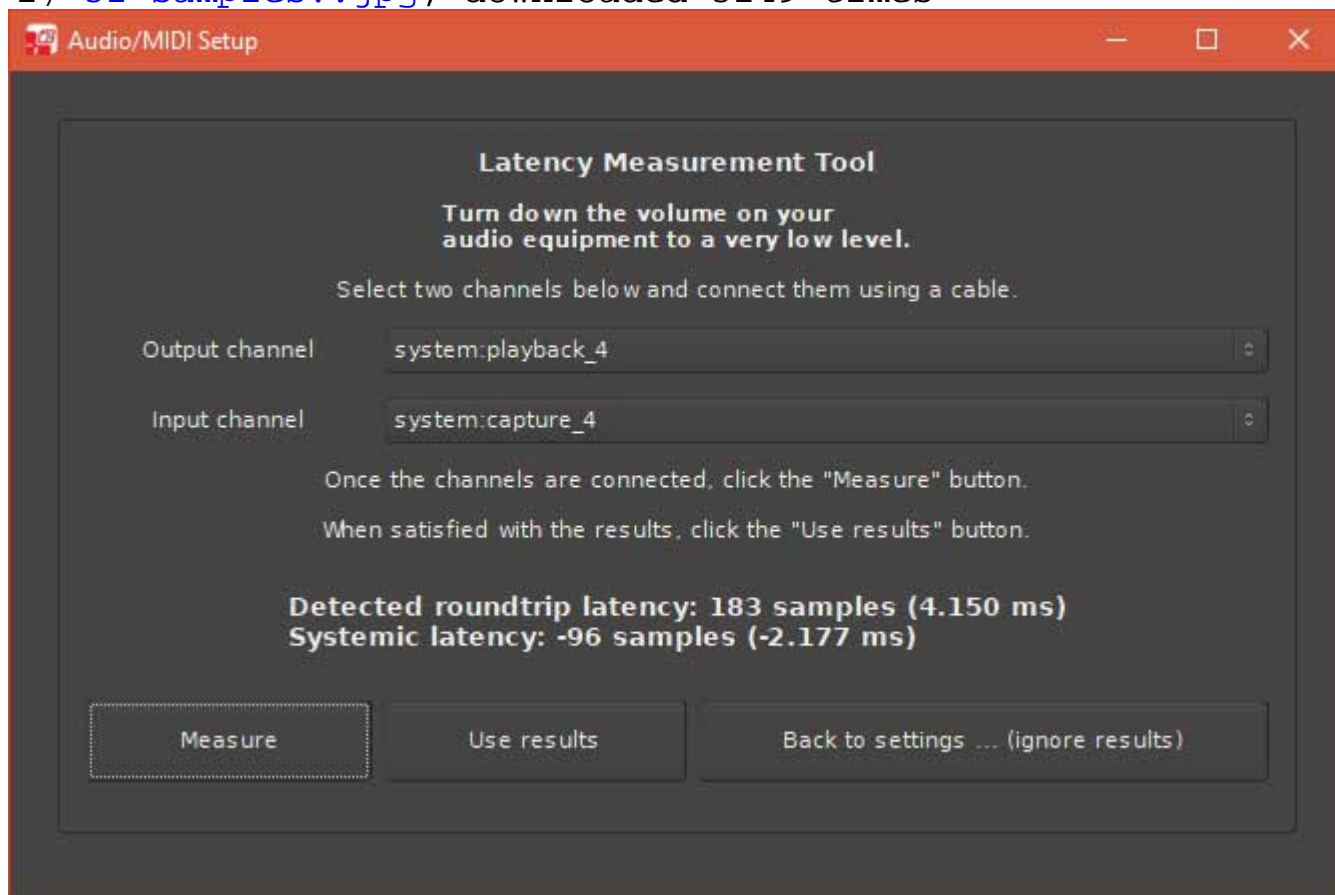 Audio/MIDI Setup
Latency Measurement Tool
Turn down the volume on your
audio equipment to a very low level.
Select two channels below and connect them using a cable.
Output channel system:playback_4
Input channel system:capture_4
Once the channels are connected, click the "Measure" button.
When satisfied with the results, click the "Use results" button.
Detected roundtrip latency: 183 samples (4.150 ms)
Systemic latency: -96 samples (-2.177 ms)
Measure Use results Back to settings ... (ignore results)